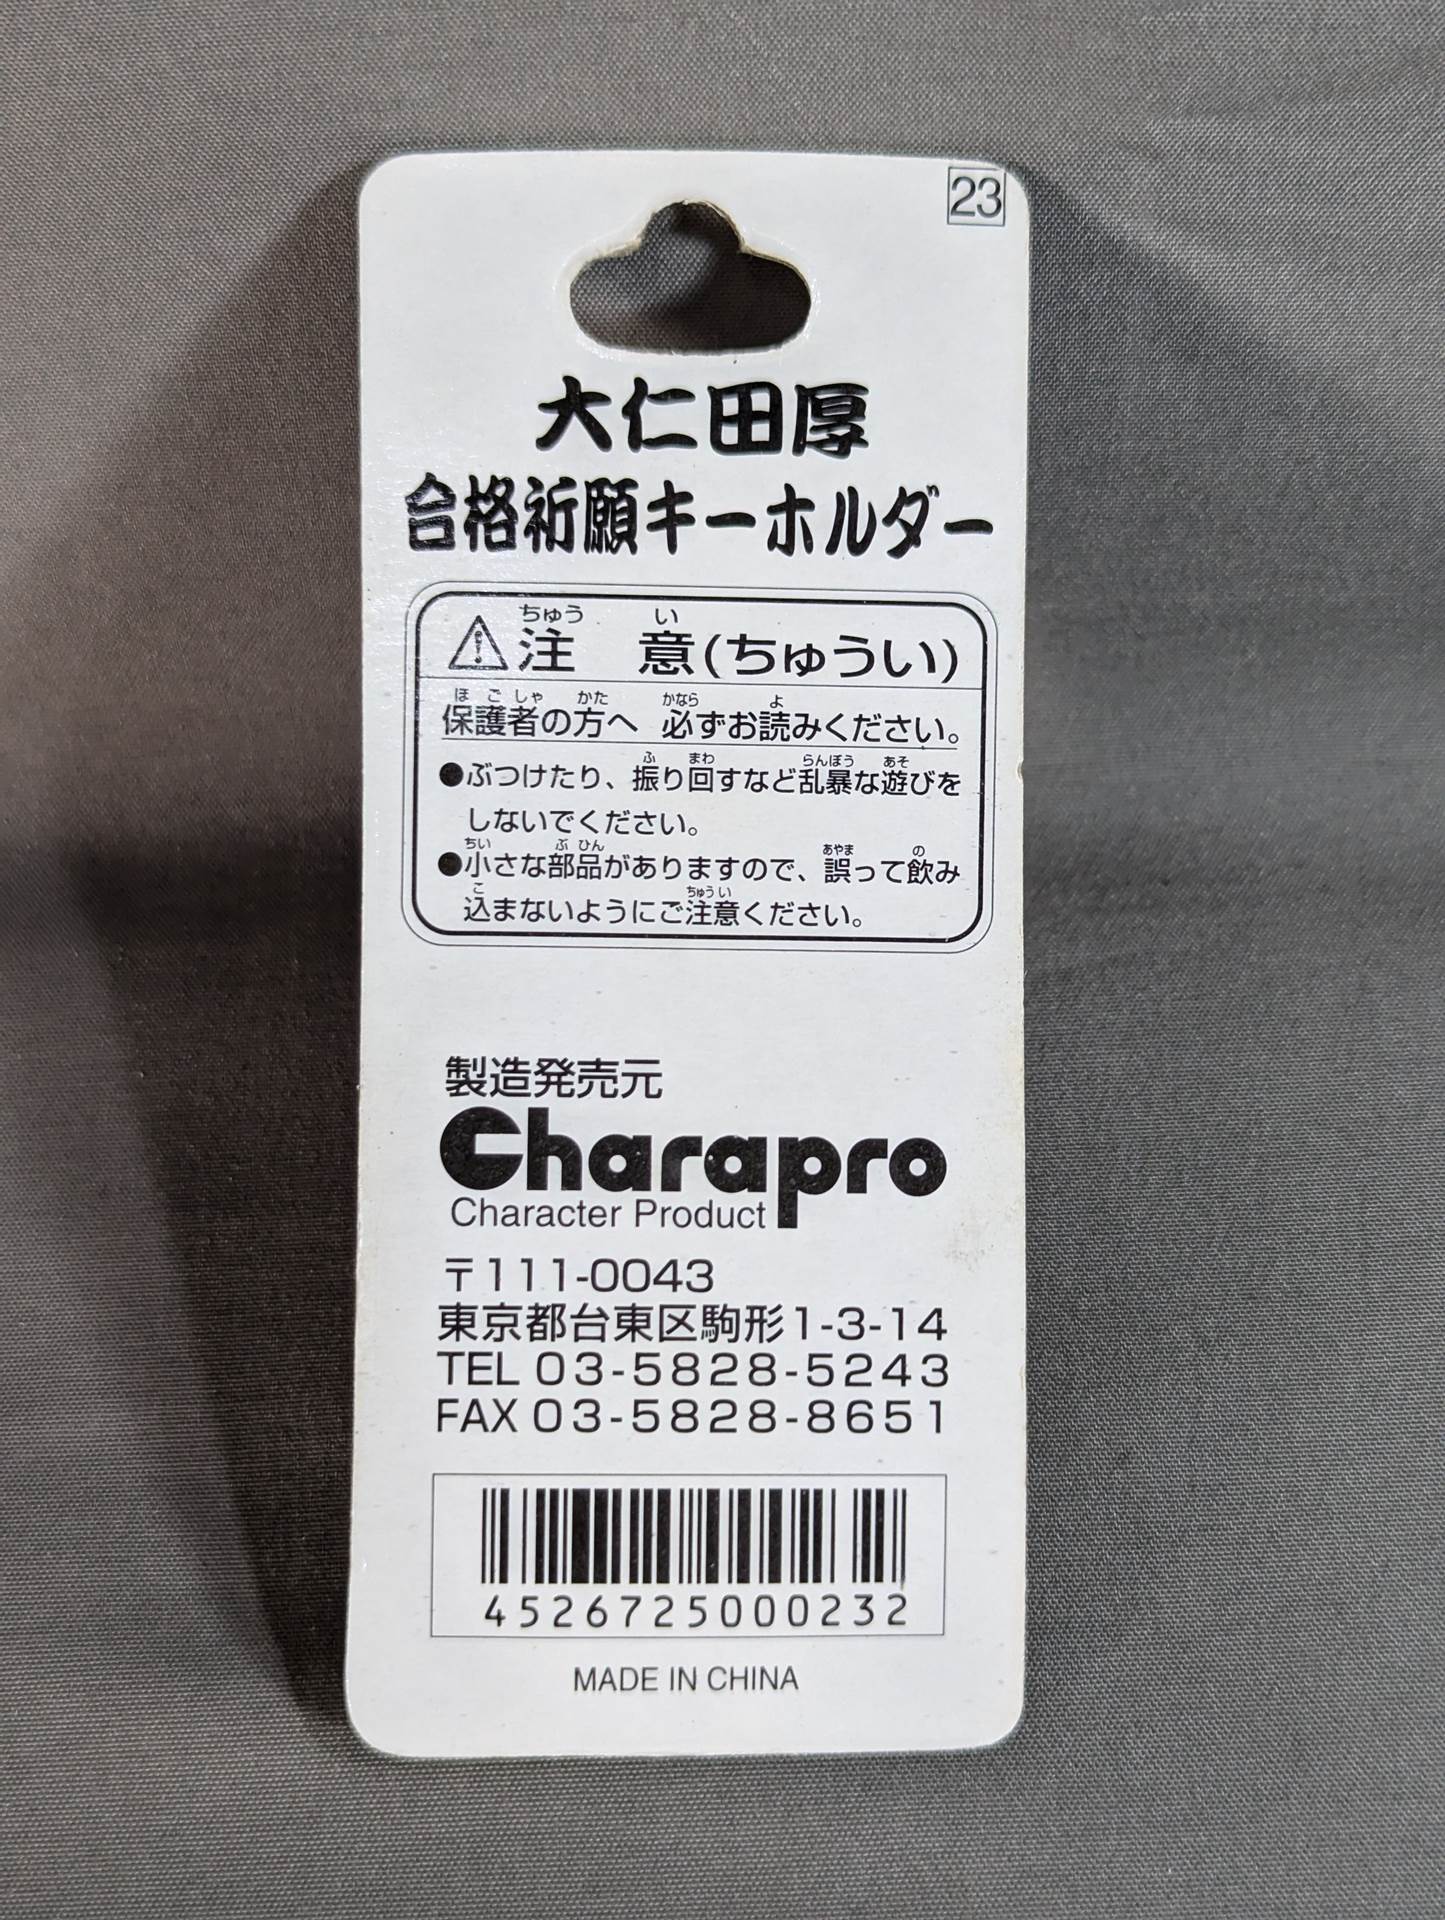 23
大仁田厚
合格祈願キーホルダー
ちゅう い
⚠注 意(ちゅうい)
ほ ご しゃ かた かなら よ
保護者の方へ 必ずお読みください。
ふ まわ らんぼう あそ
●ぶつけたり、振り回すなど乱暴な遊びを
しないでください。
ちい ぶ ひん あやま の
●小さな部品がありますので、誤って飲み
こ ちゅうい
込まないようにご注意ください。
製造発売元
Charapro
Character Product
〒111-0043
東京都台東区駒形1-3-14
TEL 03-5828-5243
FAX 03-5828-8651
4526725000232
MADE IN CHINA